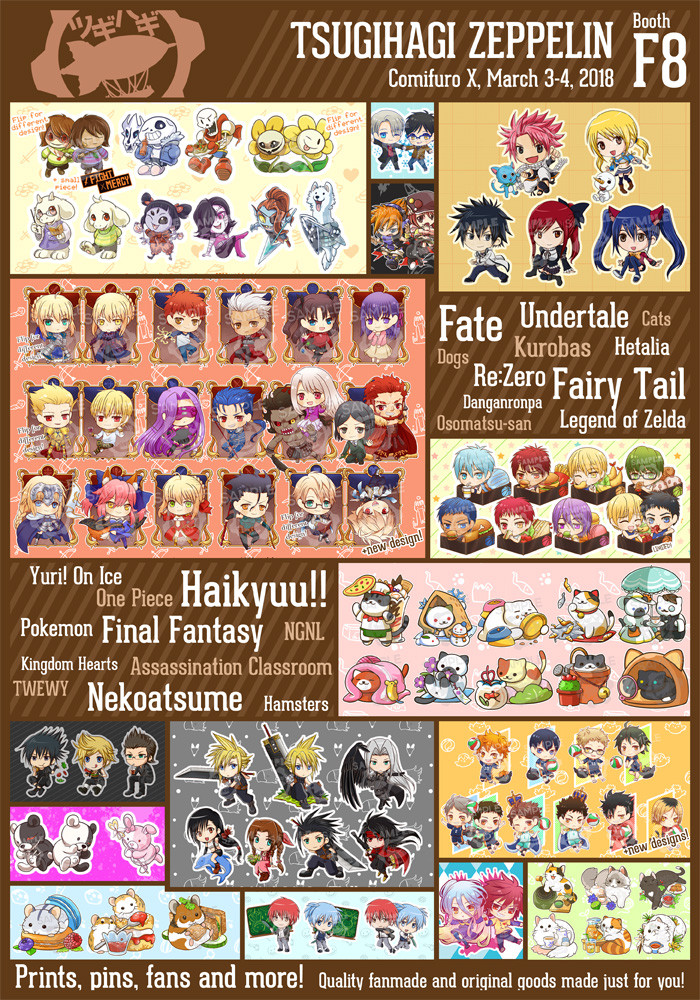 ツギハギ
TSUGIHAGI ZEPPELIN
Comifuro X, March 3-4, 2018
Booth
F8
Flip for
different
design!
Flip for
different
design!
+ small
piece!
FIGHT
MERCY
Fate
Undertale
Cats
Dogs
Kurobas
Hetalia
Re:Zero
Fairy Tail
Danganronpa
Osomatsu-san
Legend of Zelda
Flip for
different
design!
Flip for
different
design!
Flip for
different
design!
+new design!
Yuri! On Ice
One Piece
Haikyuu!!
Pokemon
Final Fantasy
NGNL
Kingdom Hearts
Assassination Classroom
TWEWY
Nekoatsume
Hamsters
+new designs!
Prints, pins, fans and more!
Quality fanmade and original goods made just for you!